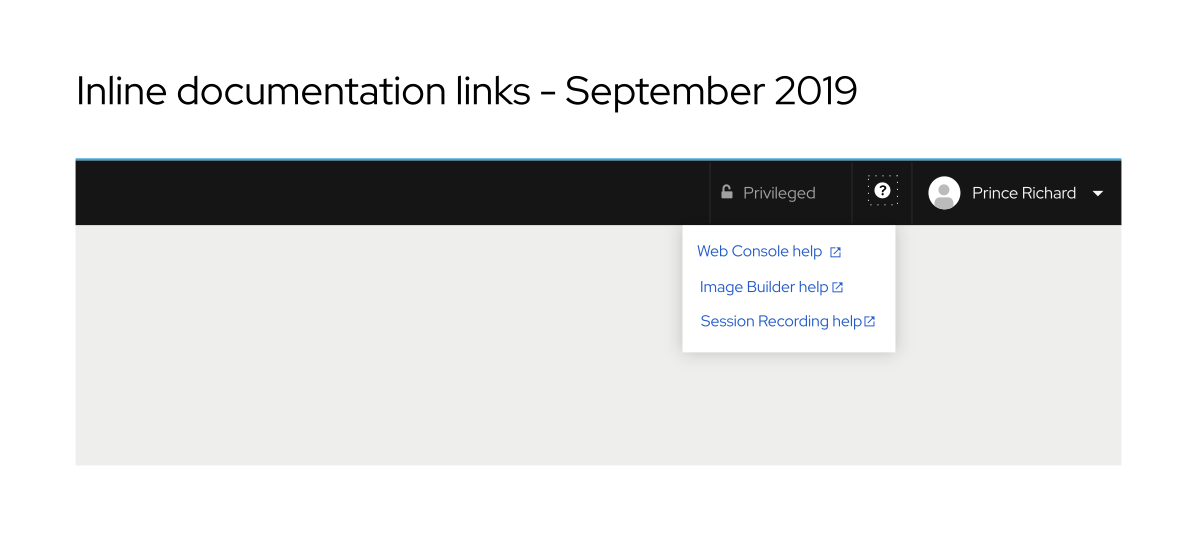 Inline documentation links - September 2019
Privileged
?
Prince Richard
Web Console help
Image Builder help
Session Recording help